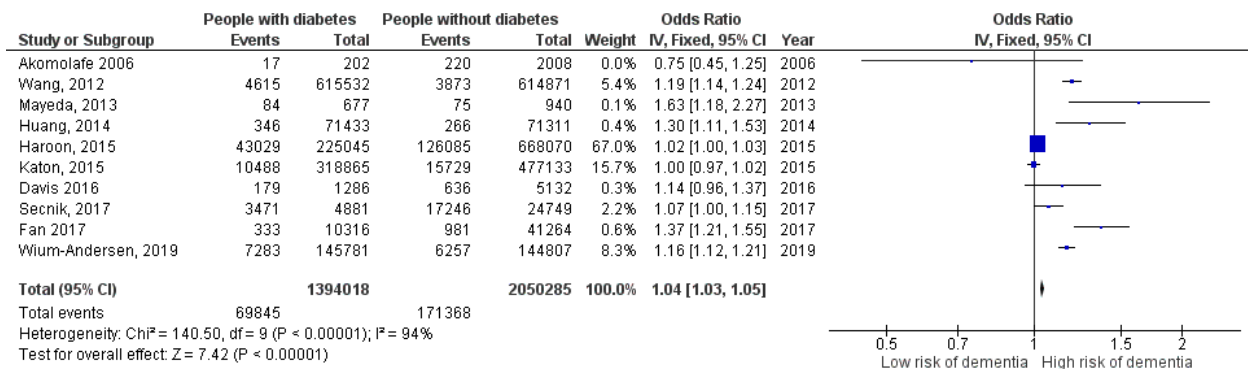 People with diabetes People without diabetes Odds Ratio Odds Ratio
Study or Subgroup Events Total Events Total Weight IV, Fixed, 95% CI Year IV, Fixed, 95% CI
Akomolafe 2006 17 202 220 2008 0.0% 0.75 [0.45, 1.25] 2006
Wang, 2012 4615 615532 3873 614871 5.4% 1.19 [1.14, 1.24] 2012
Mayeda, 2013 84 677 75 940 0.1% 1.63 [1.18, 2.27] 2013
Huang, 2014 346 71433 266 71311 0.4% 1.30 [1.11, 1.53] 2014
Haroon, 2015 43029 225045 126085 668070 67.0% 1.02 [1.00, 1.03] 2015
Katon, 2015 10488 318865 15729 477133 15.7% 1.00 [0.97, 1.02] 2015
Davis 2016 179 1286 636 5132 0.3% 1.14 [0.96, 1.37] 2016
Secnik, 2017 3471 4881 17246 24749 2.2% 1.07 [1.00, 1.15] 2017
Fan 2017 333 10316 981 41264 0.6% 1.37 [1.21, 1.55] 2017
Wium-Andersen, 2019 7283 145781 6257 144807 8.3% 1.16 [1.12, 1.21] 2019
Total (95% CI) 1394018 2050285 100.0% 1.04 [1.03, 1.05]
Total events 69845 171368
Heterogeneity: Chi² = 140.50, df = 9 (P < 0.00001); I² = 94%
Test for overall effect: Z = 7.42 (P < 0.00001)
0.5 0.7 1 1.5 2
Low risk of dementia High risk of dementia